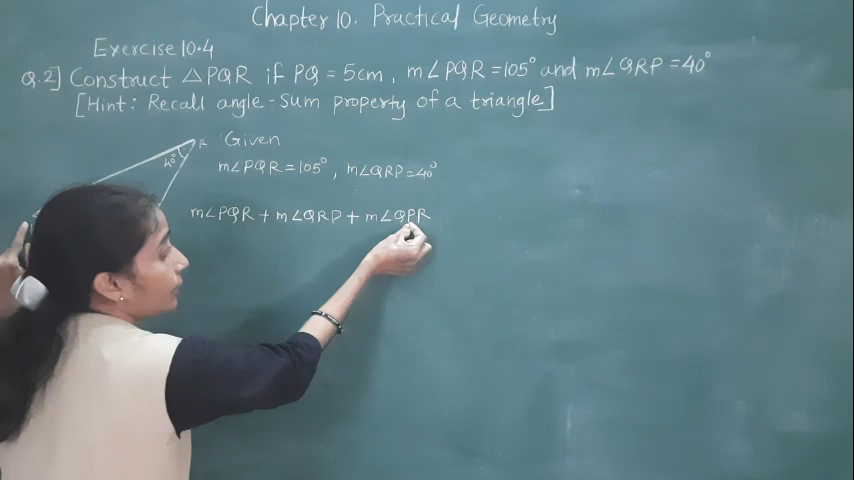 Chapter 10. Practical Geometry
Exercise 10.4
Q.2] Construct △PQR if PQ = 5cm, m∠PQR = 105° and m∠QRP = 40°
[Hint: Recall angle-Sum property of a triangle]
R Given
40°
m∠PQR = 105°, m∠QRP = 40°
m∠PQR + m∠QRP + m∠QPR